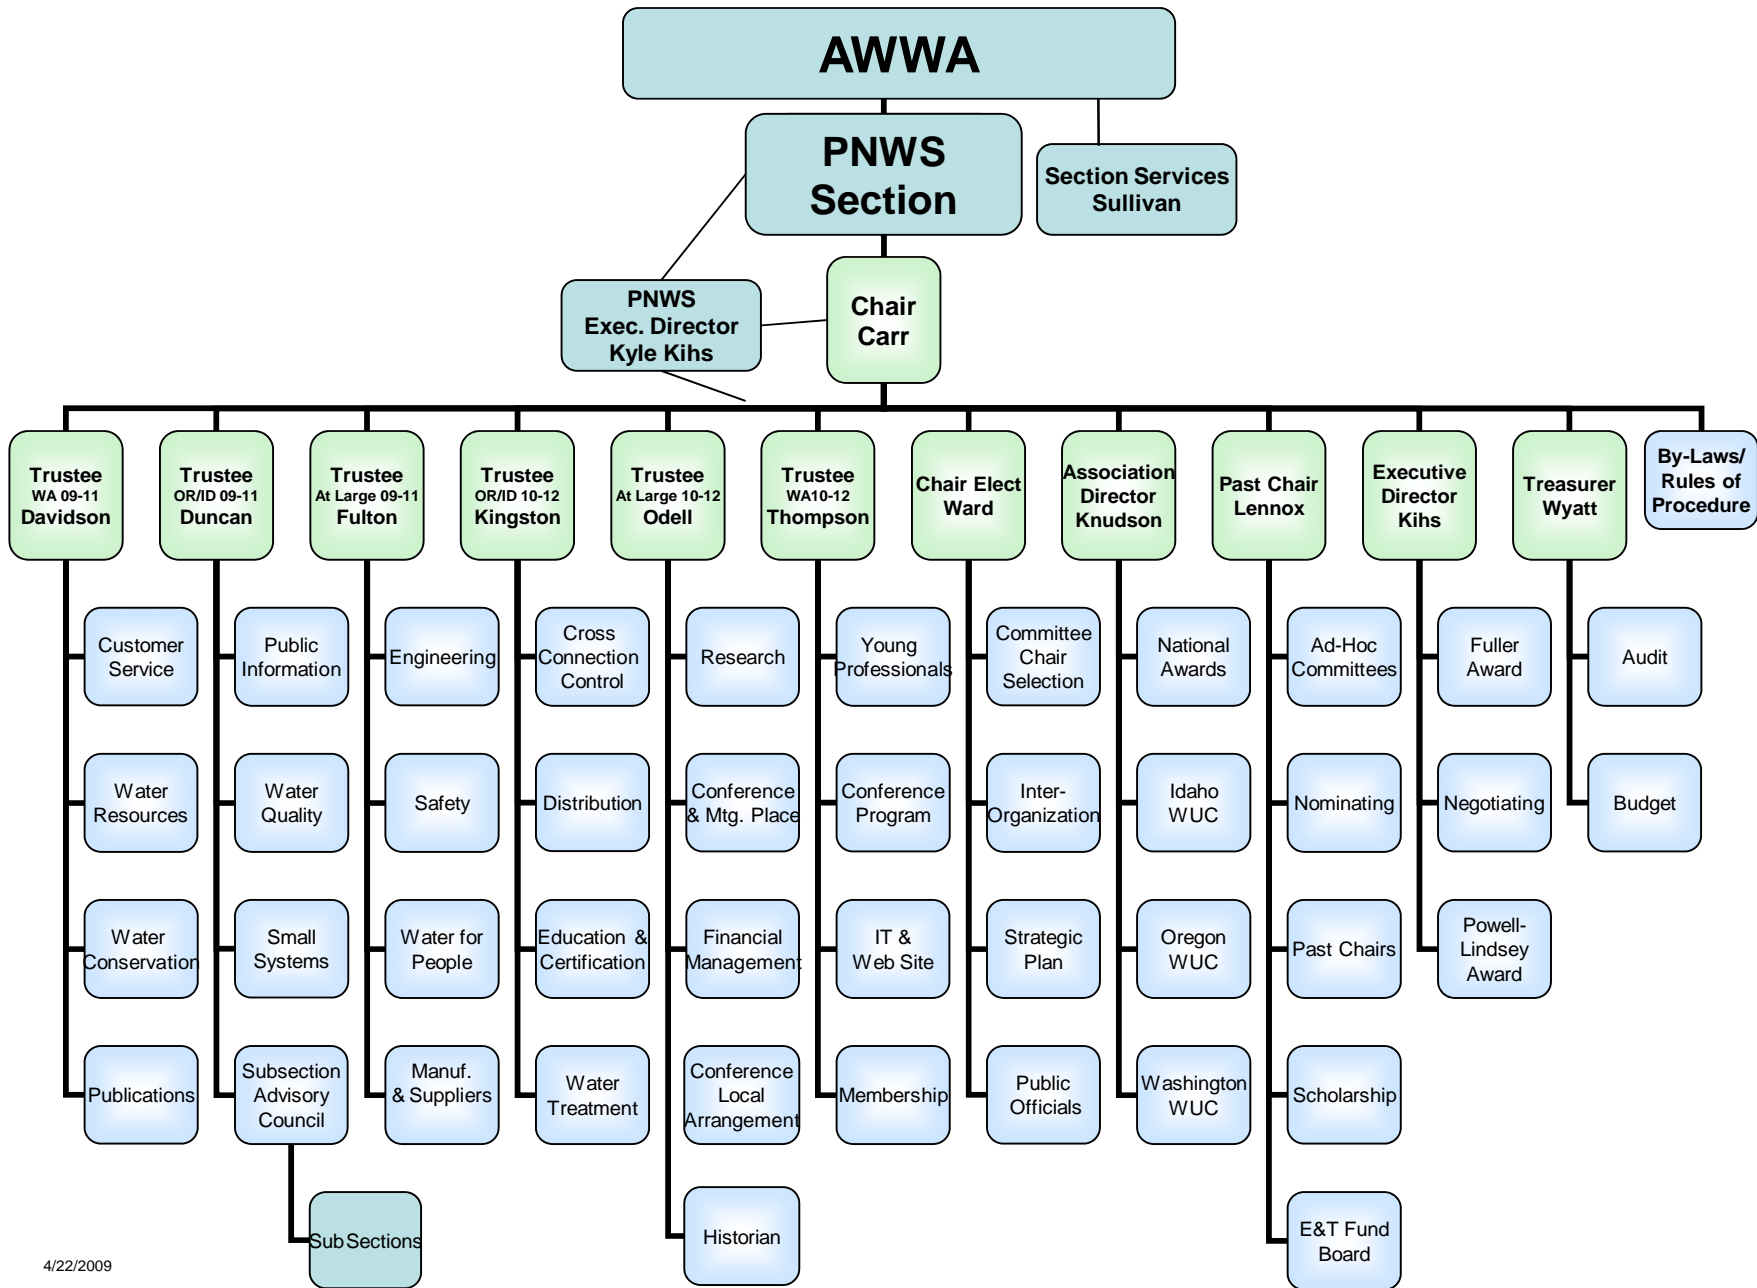 AWWA
PNWS
Section
Section Services
Sullivan
PNWS
Exec. Director
Kyle Kihs
Chair
Carr
Trustee
WA 09-11
Davidson
Trustee
OR/ID 09-11
Duncan
Trustee
At Large 09-11
Fulton
Trustee
OR/ID 10-12
Kingston
Trustee
At Large 10-12
Odell
Trustee
WA10-12
Thompson
Chair Elect
Ward
Association
Director
Knudson
Past Chair
Lennox
Executive
Director
Kihs
Treasurer
Wyatt
By-Laws/
Rules of
Procedure
Customer
Service
Public
Information
Engineering
Cross
Connection
Control
Research
Young
Professionals
Committee
Chair
Selection
National
Awards
Ad-Hoc
Committees
Fuller
Award
Audit
Water
Resources
Water
Quality
Safety
Distribution
Conference
& Mtg. Place
Conference
Program
Inter-
Organization
Idaho
WUC
Nominating
Negotiating
Budget
Water
Conservation
Small
Systems
Water for
People
Education &
Certification
Financial
Management
IT &
Web Site
Strategic
Plan
Oregon
WUC
Past Chairs
Powell-
Lindsey
Award
Publications
Subsection
Advisory
Council
Manuf.
& Suppliers
Water
Treatment
Conference
Local
Arrangement
Membership
Public
Officials
Washington
WUC
Scholarship
Sub Sections
Historian
E&T Fund
Board
4/22/2009